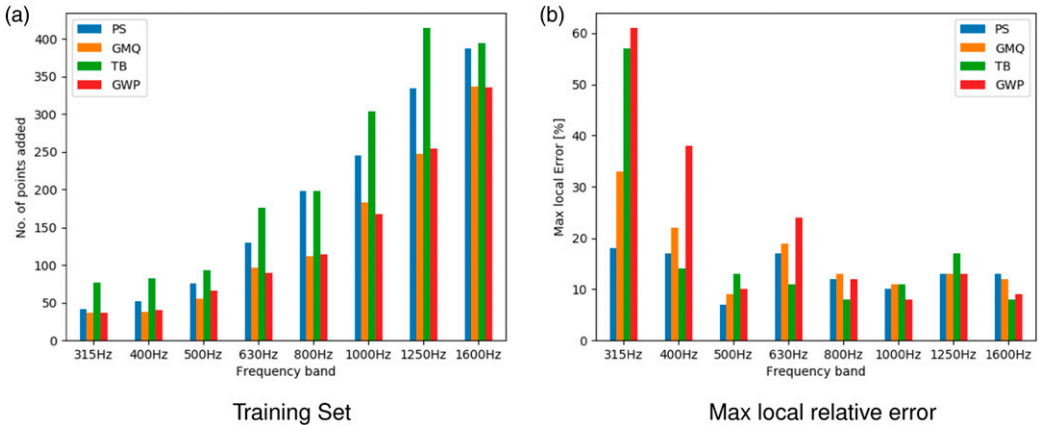 (a)
No. of points added
400
350
300
250
200
150
100
50
0
PS
GMQ
TB
GWP
315Hz 400Hz 500Hz 630Hz 800Hz 1000Hz 1250Hz 1600Hz
Frequency band
Training Set
(b)
Max local Error [%]
60
50
40
30
20
10
0
PS
GMQ
TB
GWP
315Hz 400Hz 500Hz 630Hz 800Hz 1000Hz 1250Hz 1600Hz
Frequency band
Max local relative error